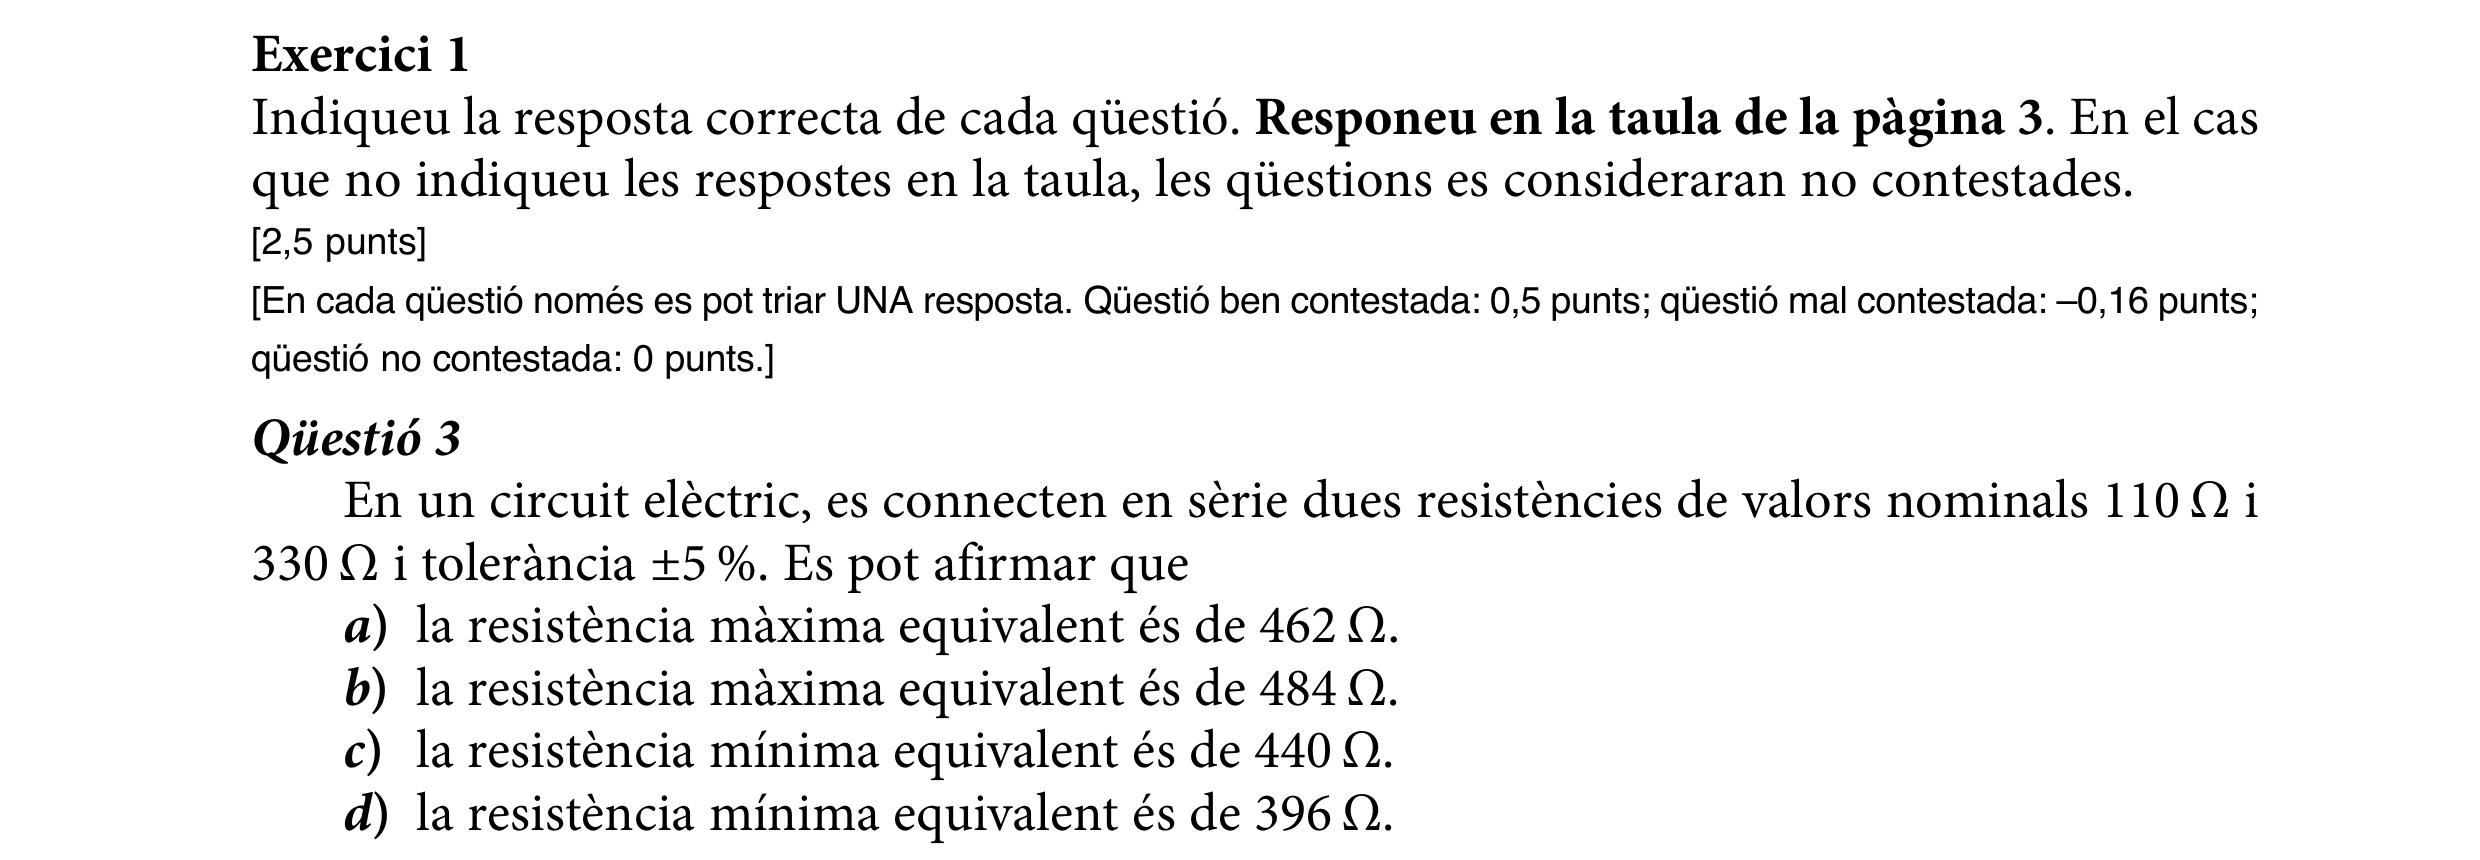 Exercici 1
Indiqueu la resposta correcta de cada qüestió. Responeu en la taula de la pàgina 3. En el cas
que no indiqueu les respostes en la taula, les qüestions es consideraran no contestades.
[2,5 punts]
[En cada qüestió només es pot triar UNA resposta. Qüestió ben contestada: 0,5 punts; qüestió mal contestada: –0,16 punts;
qüestió no contestada: 0 punts.]
Qüestió 3
En un circuit elèctric, es connecten en sèrie dues resistències de valors nominals 110 Ω i
330 Ω i tolerància ±5 %. Es pot afirmar que
a) la resistència màxima equivalent és de 462 Ω.
b) la resistència màxima equivalent és de 484 Ω.
c) la resistència mínima equivalent és de 440 Ω.
d) la resistència mínima equivalent és de 396 Ω.